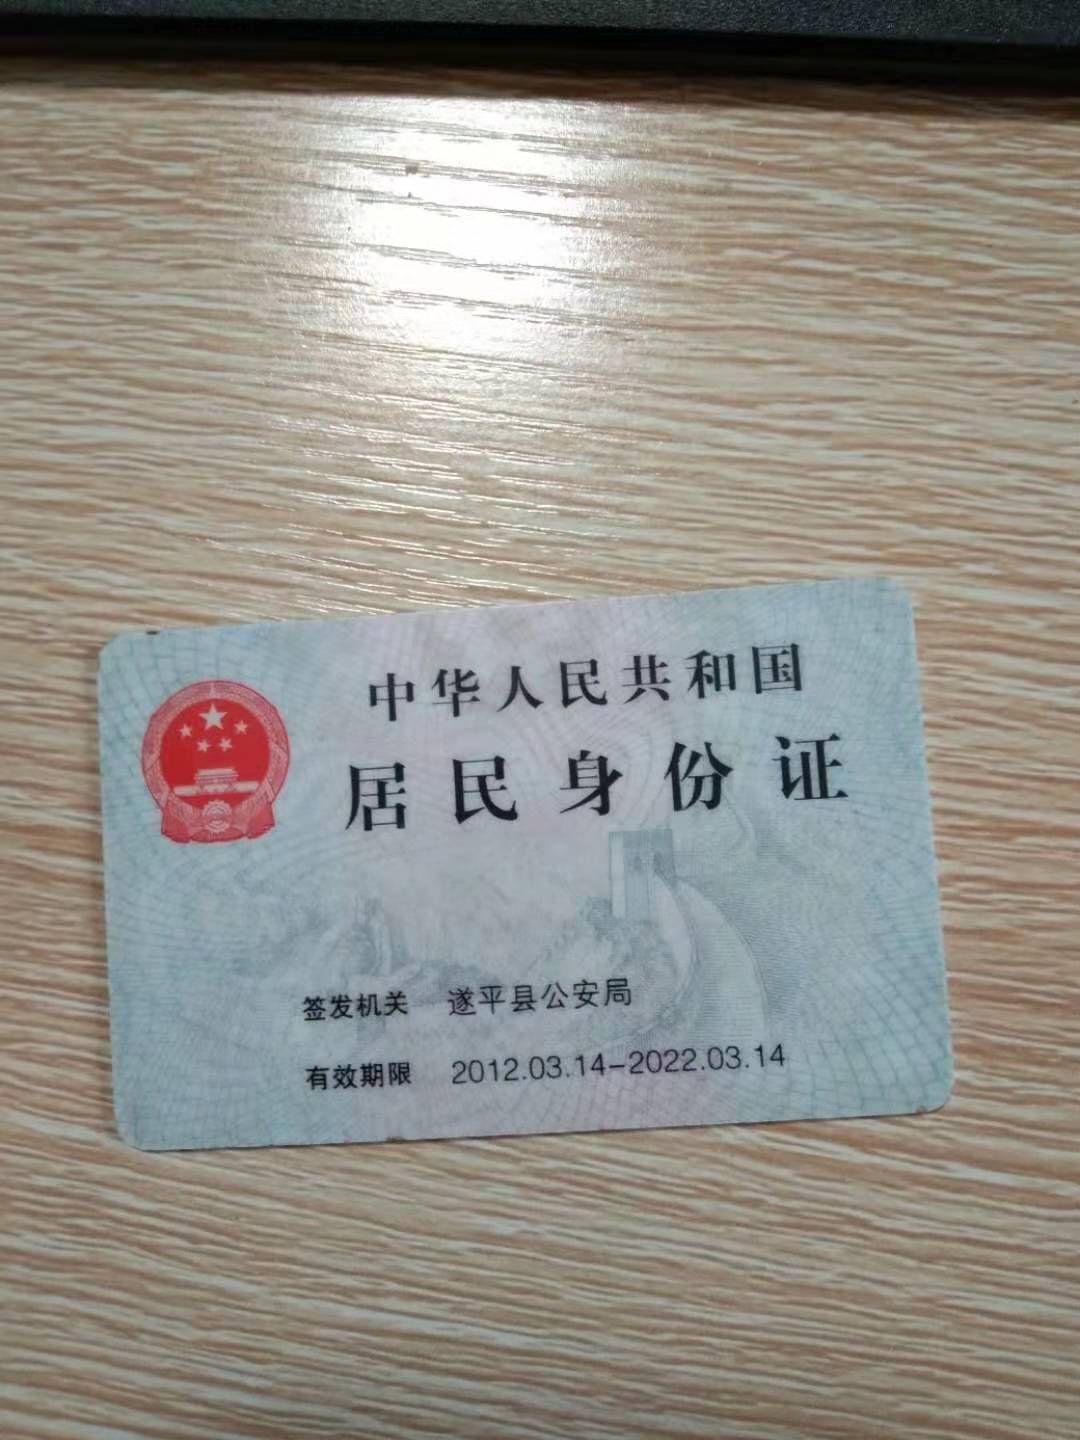 中华人民共和国
居民身份证
签发机关 遂平县公安局
有效期限 2012.03.14-2022.03.14